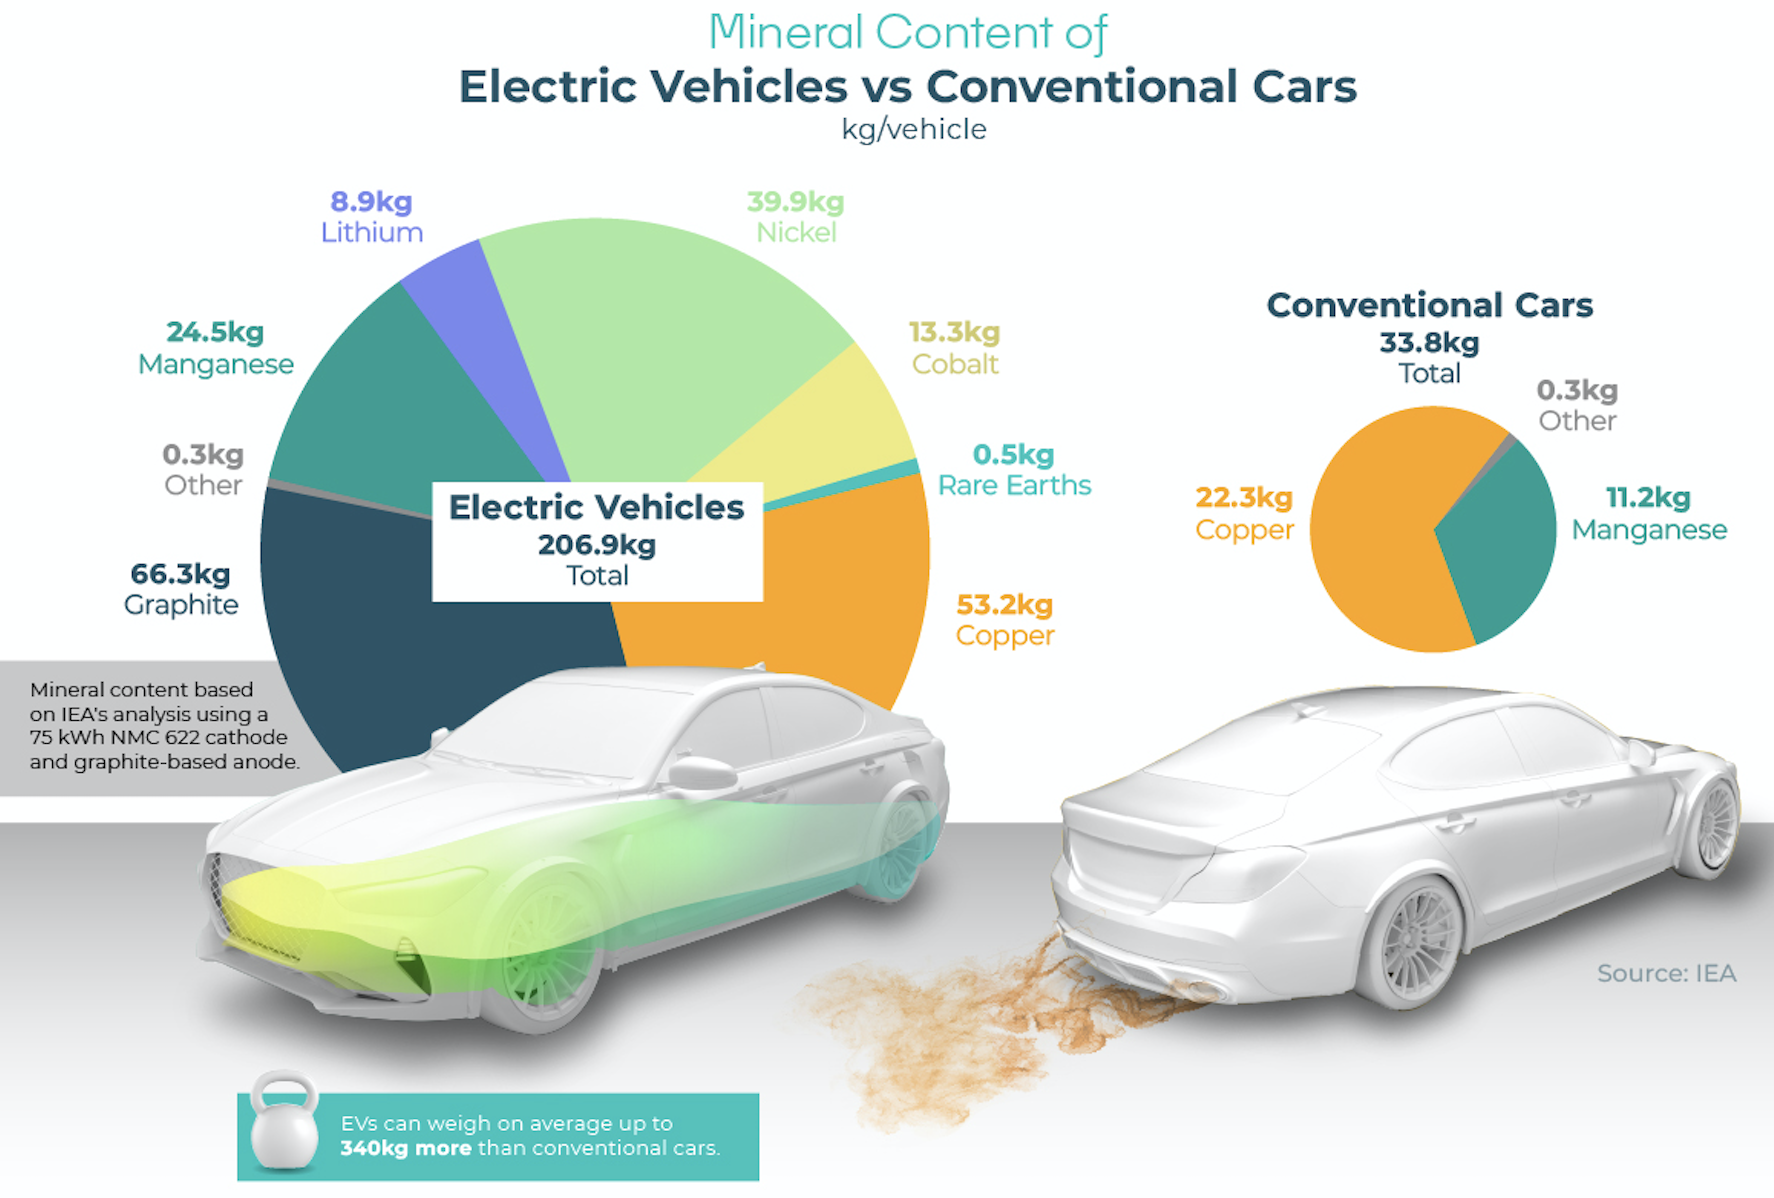 Mineral Content of
Electric Vehicles vs Conventional Cars
kg/vehicle
8.9kg
Lithium
39.9kg
Nickel
24.5kg
Manganese
13.3kg
Cobalt
0.3kg
Other
0.5kg
Rare Earths
66.3kg
Graphite
53.2kg
Copper
Electric Vehicles
206.9kg
Total
Conventional Cars
33.8kg
Total
0.3kg
Other
22.3kg
Copper
11.2kg
Manganese
Mineral content based
on IEA's analysis using a
75 kWh NMC 622 cathode
and graphite-based anode.
Source: IEA
EVs can weigh on average up to
340kg more than conventional cars.